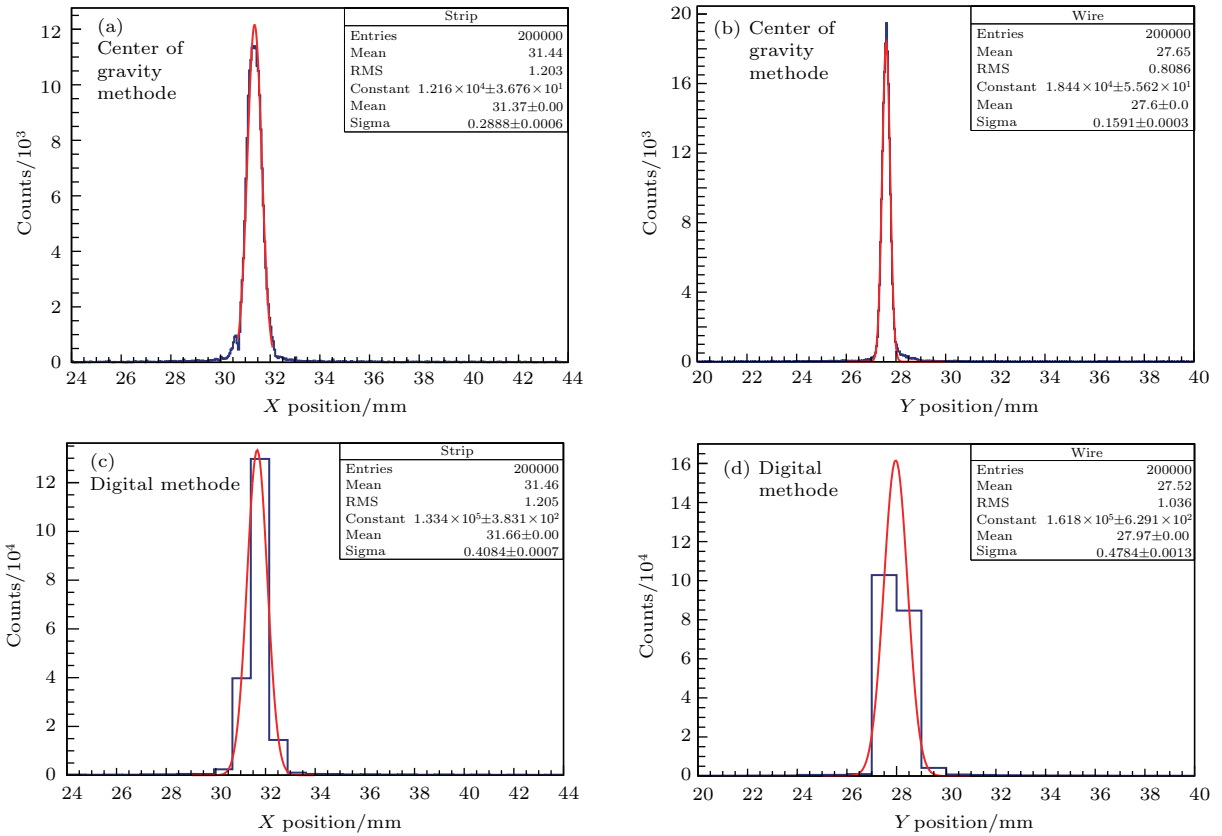 (a)
Center of
gravity
methode
Strip
Entries 200000
Mean 31.44
RMS 1.203
Constant 1.216×10⁴±3.676×10¹
Mean 31.37±0.00
Sigma 0.2888±0.0006
Counts/10³
12
10
8
6
4
2
0
24 26 28 30 32 34 36 38 40 42 44
X position/mm
(b) Center of
gravity
methode
Wire
Entries 200000
Mean 27.65
RMS 0.8086
Constant 1.844×10⁴±5.562×10¹
Mean 27.6±0.0
Sigma 0.1591±0.0003
Counts/10³
20
16
12
8
4
0
20 22 24 26 28 30 32 34 36 38 40
Y position/mm
(c)
Digital methode
Strip
Entries 200000
Mean 31.46
RMS 1.205
Constant 1.334×10⁵±3.831×10²
Mean 31.66±0.00
Sigma 0.4084±0.0007
Counts/10⁴
12
10
8
6
4
2
0
24 26 28 30 32 34 36 38 40 42 44
X position/mm
(d) Digital
methode
Wire
Entries 200000
Mean 27.52
RMS 1.036
Constant 1.618×10⁵±6.291×10²
Mean 27.97±0.00
Sigma 0.4784±0.0013
Counts/10⁴
16
14
12
10
8
6
4
2
0
20 22 24 26 28 30 32 34 36 38 40
Y position/mm